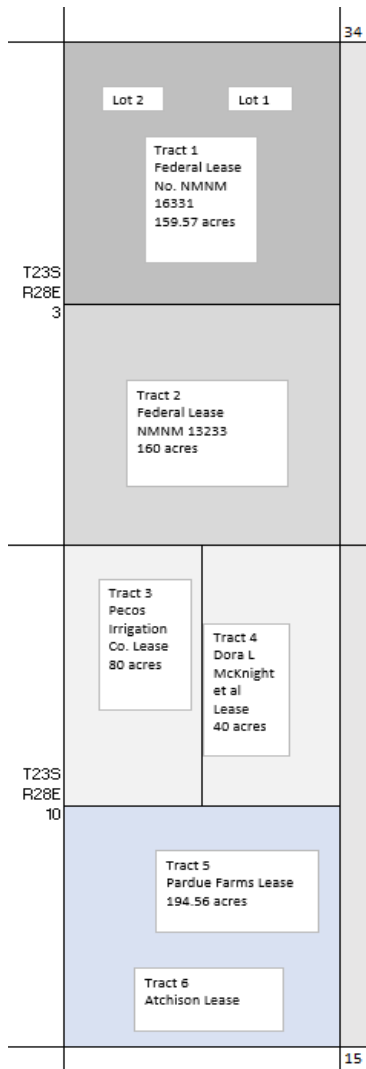 34
Lot 2
Lot 1
Tract 1
Federal Lease
No. NMNM
16331
159.57 acres
T23S
R28E
3
Tract 2
Federal Lease
NMNM 13233
160 acres
Tract 3
Pecos
Irrigation
Co. Lease
80 acres
Tract 4
Dora L
McKnight
et al
Lease
40 acres
T23S
R28E
10
Tract 5
Pardue Farms Lease
194.56 acres
Tract 6
Atchison Lease
15